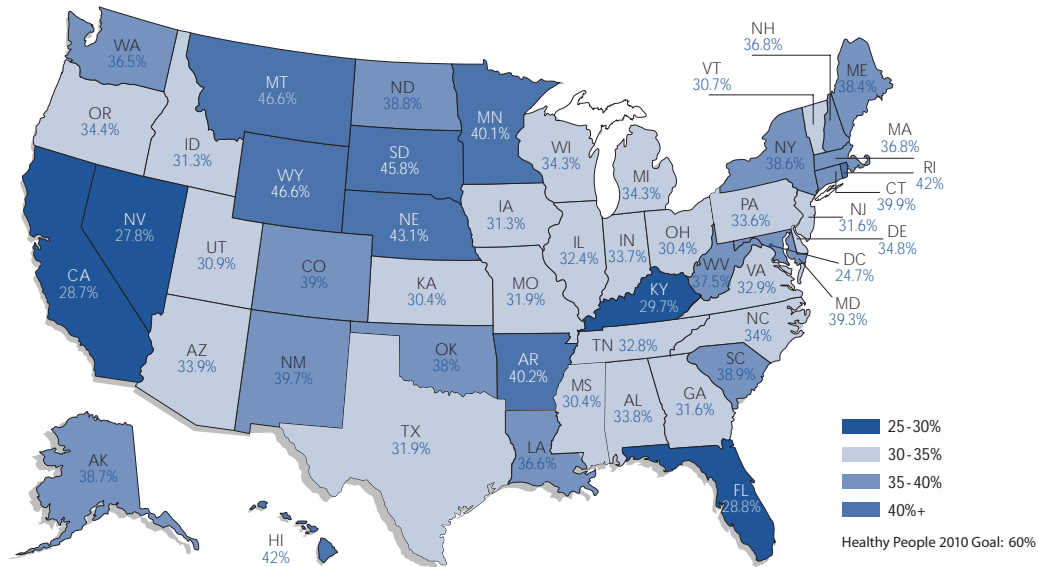 NH
36.8%
VT
30.7%
WA
36.5%
MT
46.6%
ND
38.8%
MN
40.1%
ME
38.4%
OR
34.4%
ID
31.3%
WY
46.6%
SD
45.8%
WI
34.3%
MI
34.3%
NY
38.6%
MA
36.8%
RI
42%
CT
39.9%
NV
27.8%
CA
28.7%
UT
30.9%
CO
39%
NE
43.1%
IA
31.3%
IL
32.4%
IN
33.7%
OH
30.4%
PA
33.6%
NJ
31.6%
DE
34.8%
DC
24.7%
MD
39.3%
WV
37.5%
VA
32.9%
KA
30.4%
MO
31.9%
KY
29.7%
NC
34%
TN 32.8%
AZ
33.9%
NM
39.7%
OK
38%
AR
40.2%
SC
38.9%
MS
30.4%
AL
33.8%
GA
31.6%
TX
31.9%
LA
36.6%
FL
28.8%
AK
38.7%
HI
42%
25-30%
30-35%
35-40%
40%+
Healthy People 2010 Goal: 60%